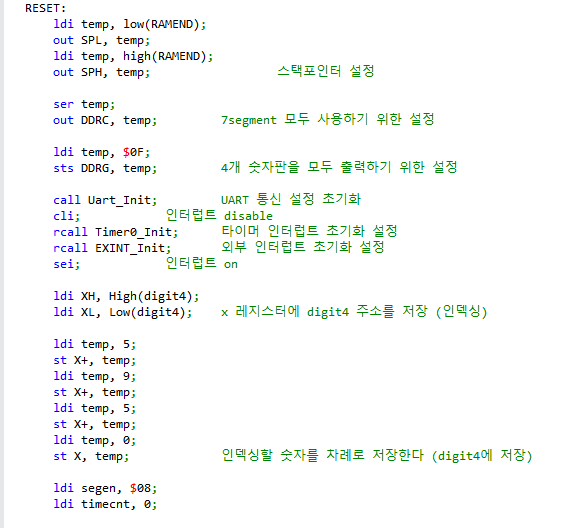 RESET:
ldi temp, low(RAMEND);
out SPL, temp;
ldi temp, high(RAMEND);
out SPH, temp; 스택포인터 설정
ser temp;
out DDRC, temp; 7segment 모두 사용하기 위한 설정
ldi temp, $0F;
sts DDRG, temp; 4개 숫자판을 모두 출력하기 위한 설정
call Uart_Init; UART 통신 설정 초기화
cli; 인터럽트 disable
rcall Timer0_Init; 타이머 인터럽트 초기화 설정
rcall EXINT_Init; 외부 인터럽트 초기화 설정
sei; 인터럽트 on
ldi XH, High(digit4);
ldi XL, Low(digit4); x 레지스터에 digit4 주소를 저장 (인덱싱)
ldi temp, 5;
st X+, temp;
ldi temp, 9;
st X+, temp;
ldi temp, 5;
st X+, temp;
ldi temp, 0;
st X, temp; 인덱싱할 숫자를 차례로 저장한다 (digit4에 저장)
ldi segen, $08;
ldi timecnt, 0;